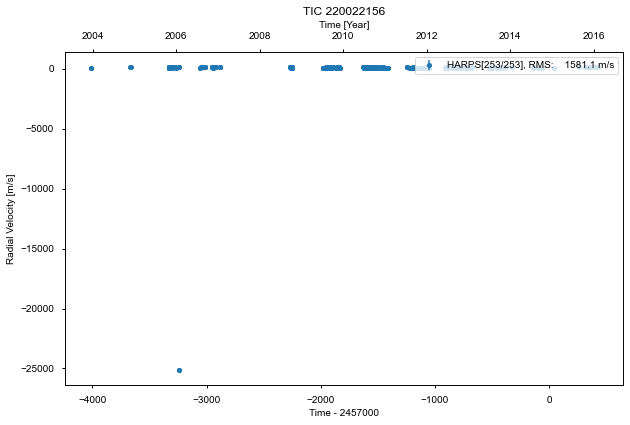 TIC 220022156
Time [Year]
2004 2006 2008 2010 2012 2014 2016
HARPS[253/253], RMS: 1581.1 m/s
0
−5000
−10000
−15000
−20000
−25000
Radial Velocity [m/s]
−4000 −3000 −2000 −1000 0
Time - 2457000